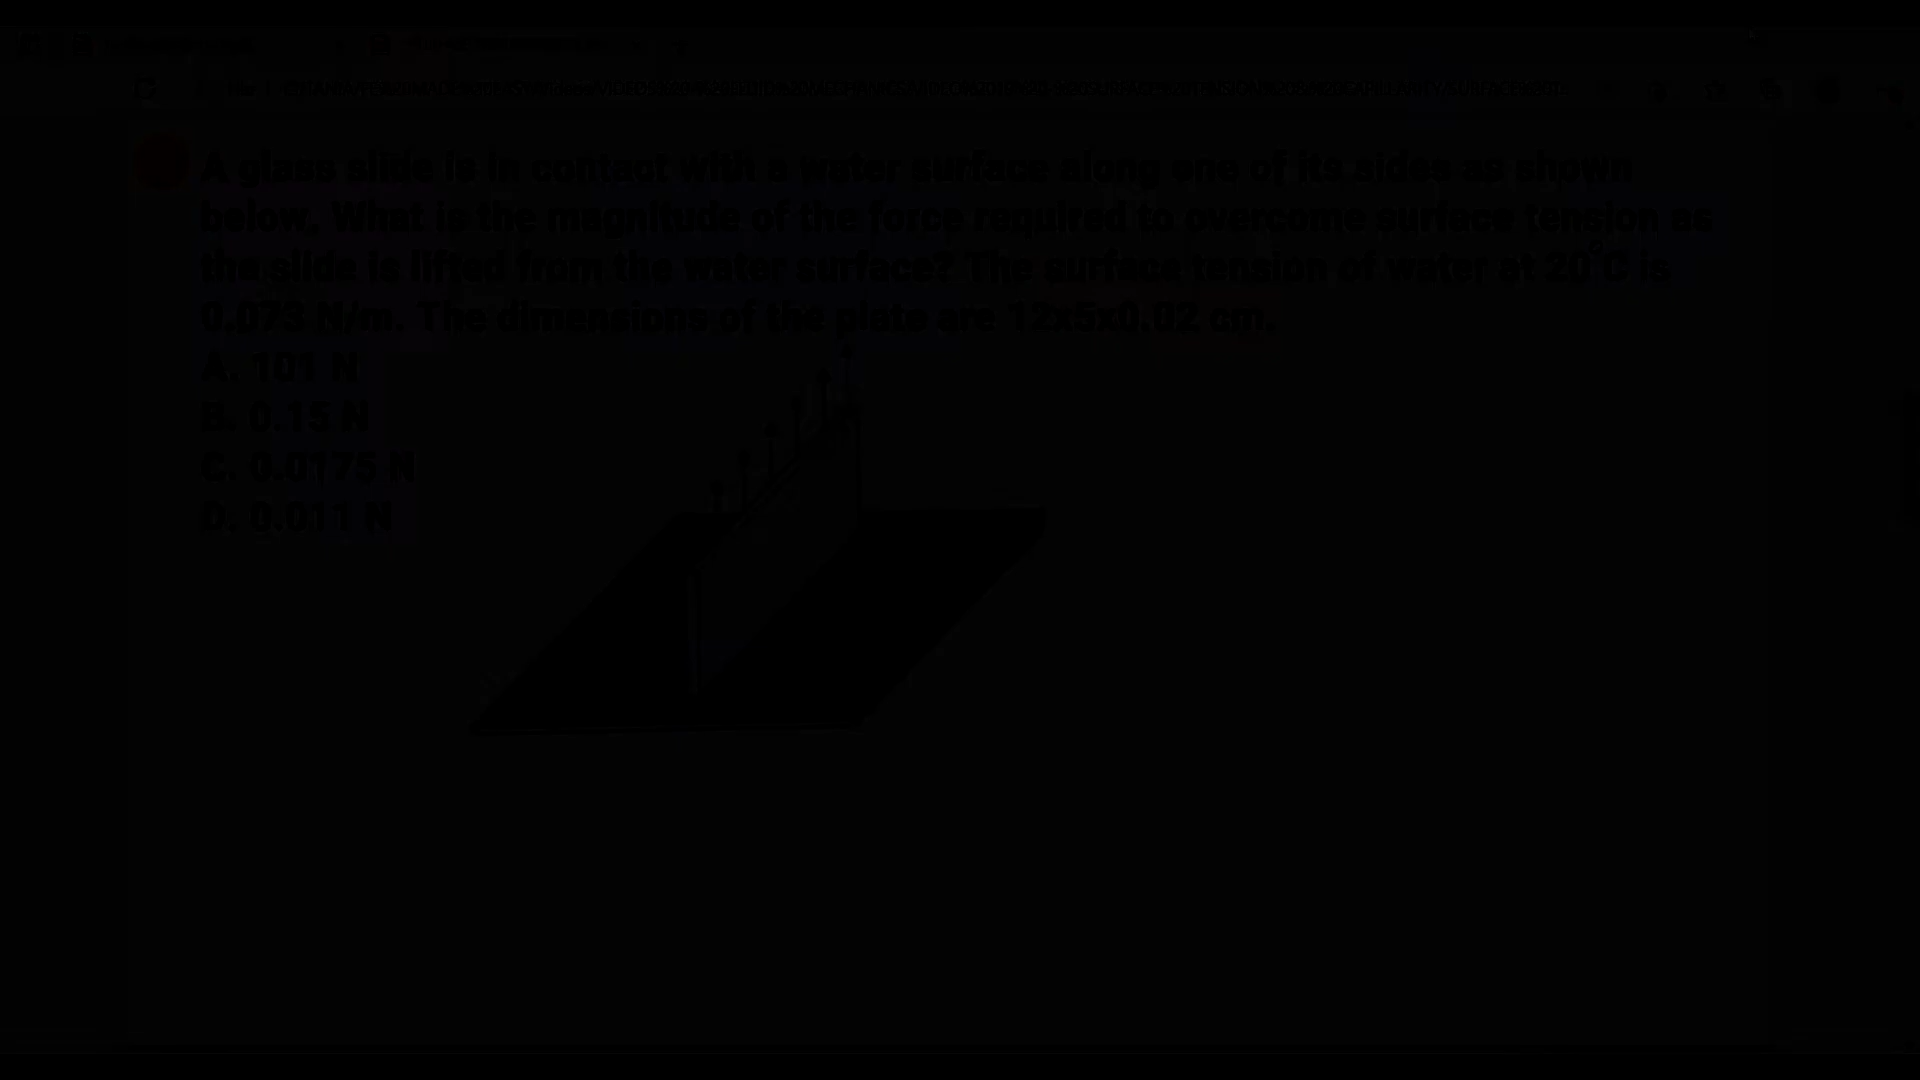 A glass slide is in contact with a water surface along one of its sides as shown
below. What is the magnitude of the force required to overcome surface tension as
the slide is lifted from the water surface? The surface tension of water at 20°C is
0.073 N/m. The dimensions of the plate are 12x5x0.02 cm.
A. 101 N
B. 0.15 N
C. 0.0175 N
D. 0.011 N